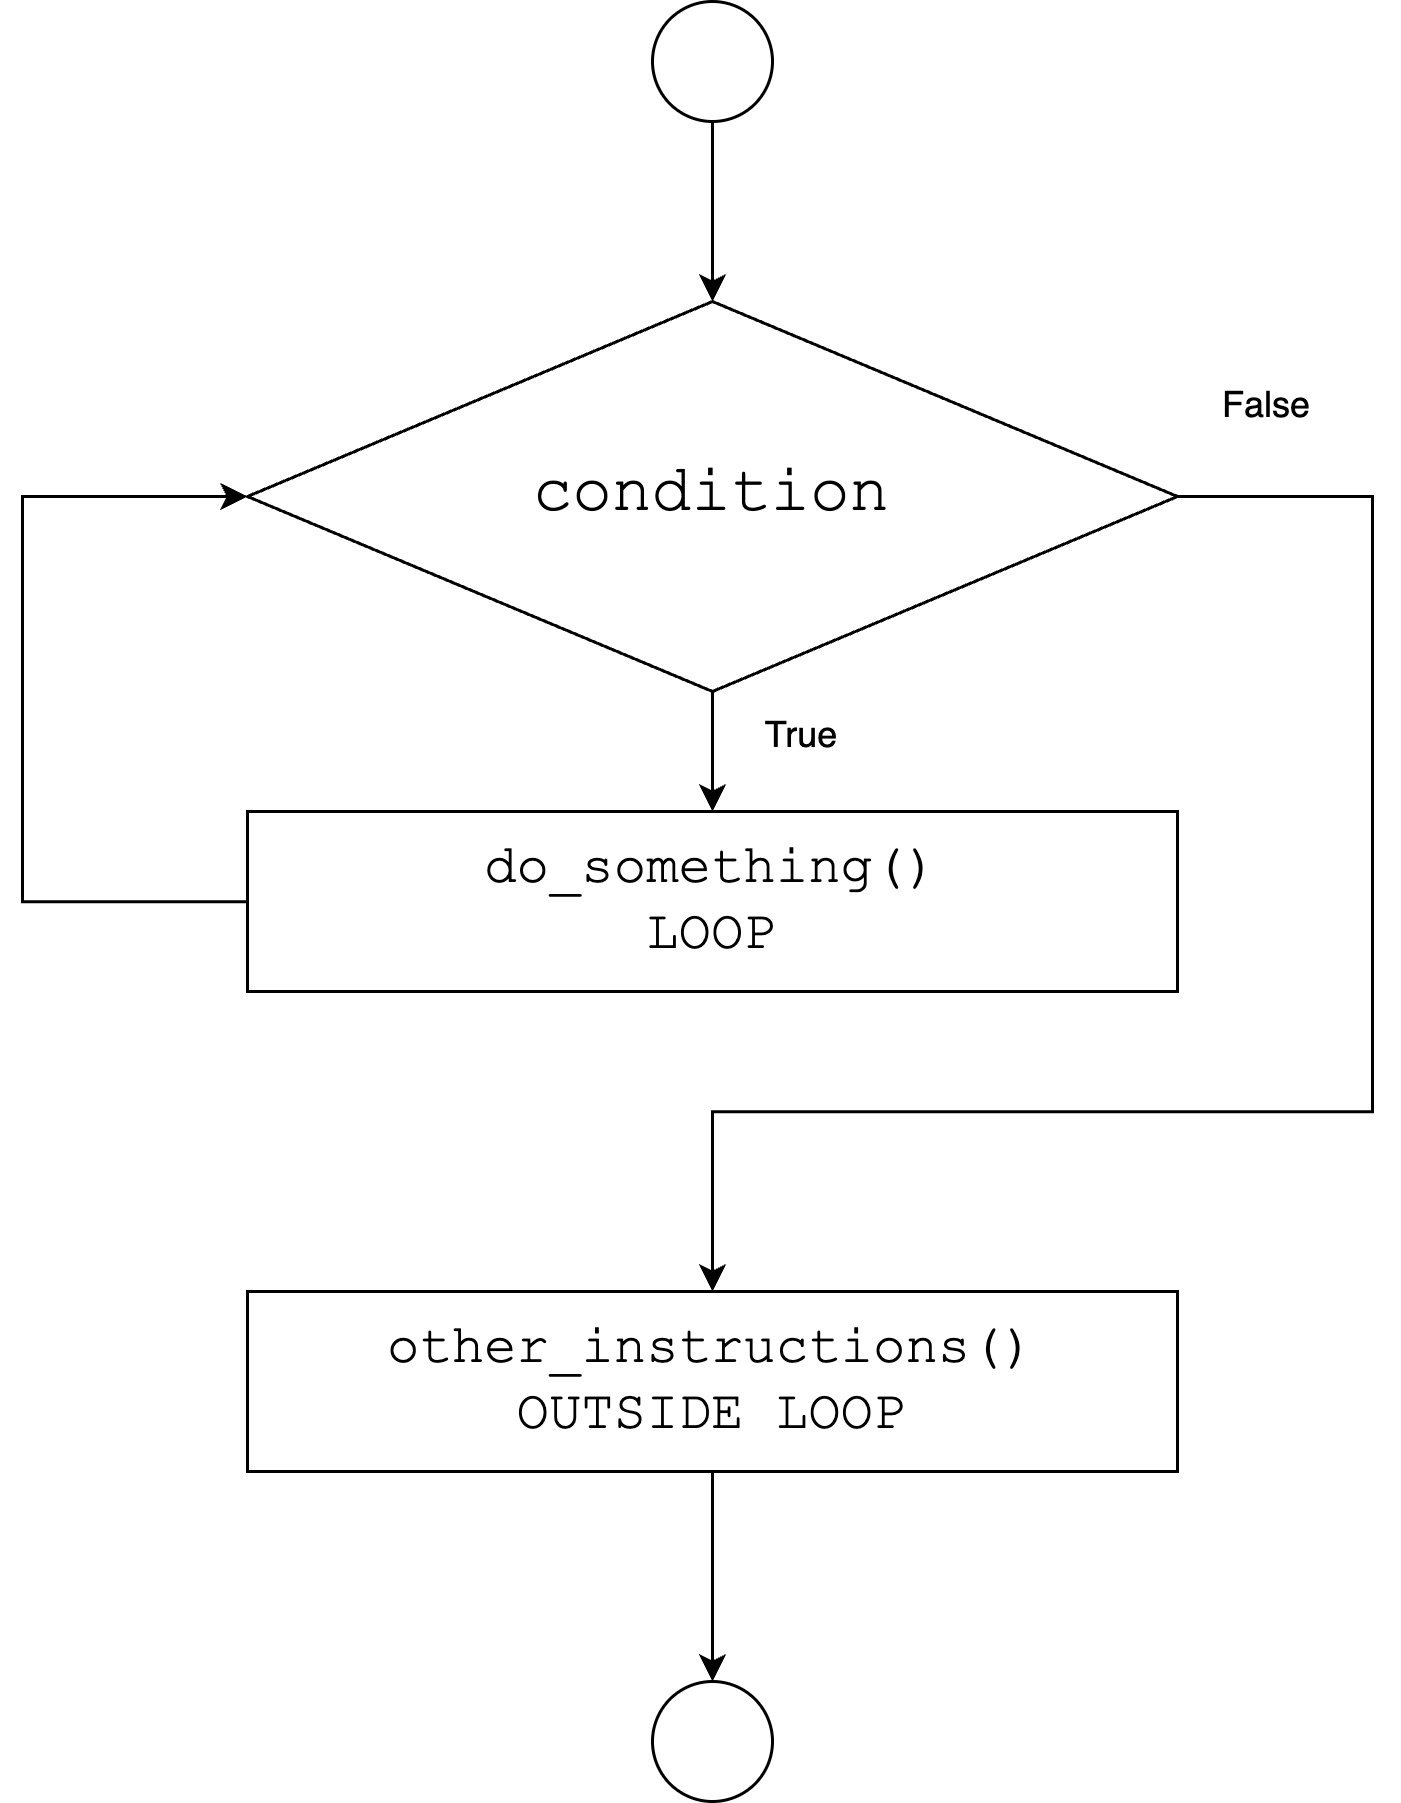 condition
False
True
do_something()
LOOP
other_instructions()
OUTSIDE LOOP